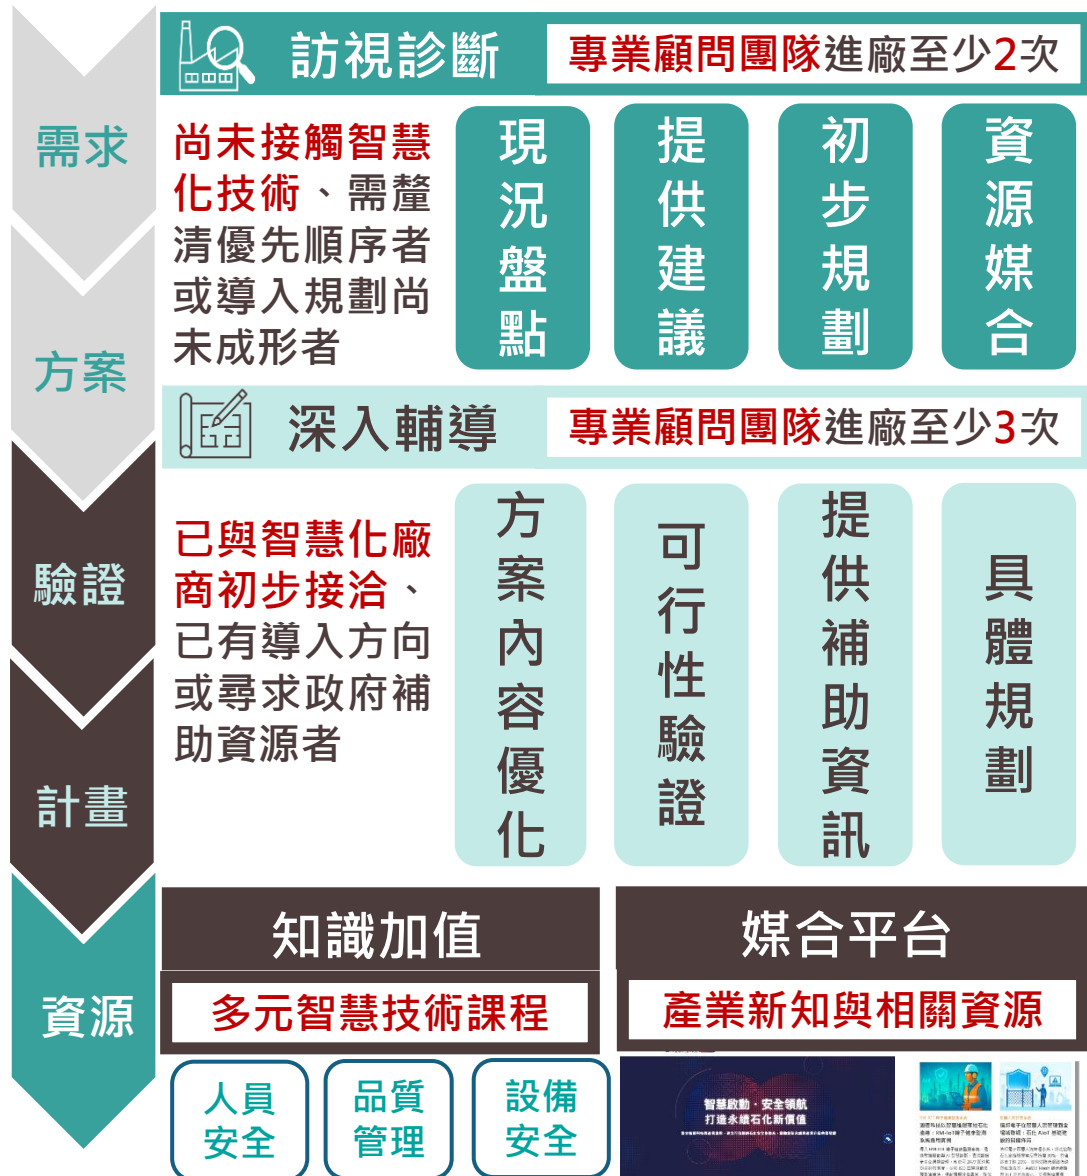 訪視診斷
專業顧問團隊進廠至少2次
需求
尚未接觸智慧
化技術、需釐
清優先順序者
或導入規劃尚
未成形者
現況盤點
提供建議
初步規劃
資源媒合
方案
深入輔導
專業顧問團隊進廠至少3次
驗證
已與智慧化廠
商初步接洽、
已有導入方向
或尋求政府補
助資源者
方案內容優化
可行性驗證
提供補助資訊
具體規劃
計畫
資源
知識加值
多元智慧技術課程
人員
安全
品質
管理
設備
安全
媒合平台
產業新知與相關資源
智慧啟動・安全領航
打造永續石化新價值